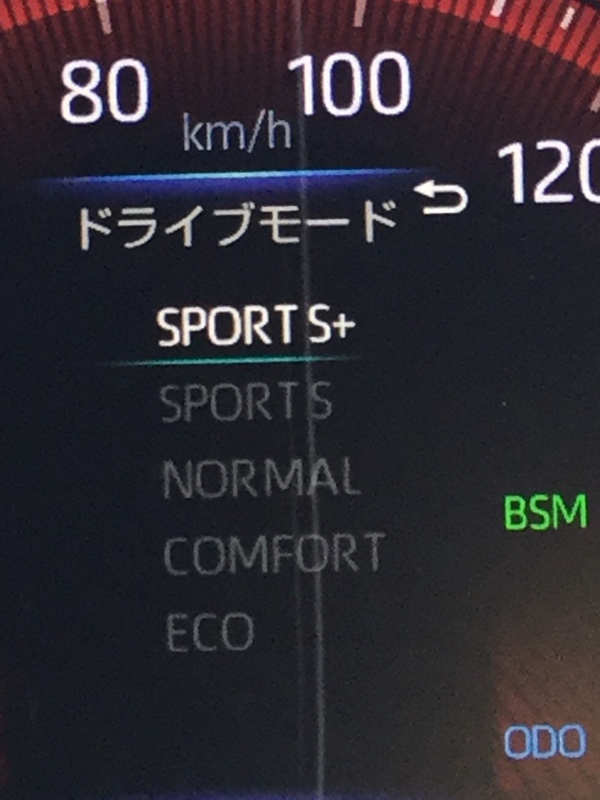 80
100
km/h
120
ドライブモード
SPORT S+
SPORT S
NORMAL
COMFORT
ECO
BSM
ODO